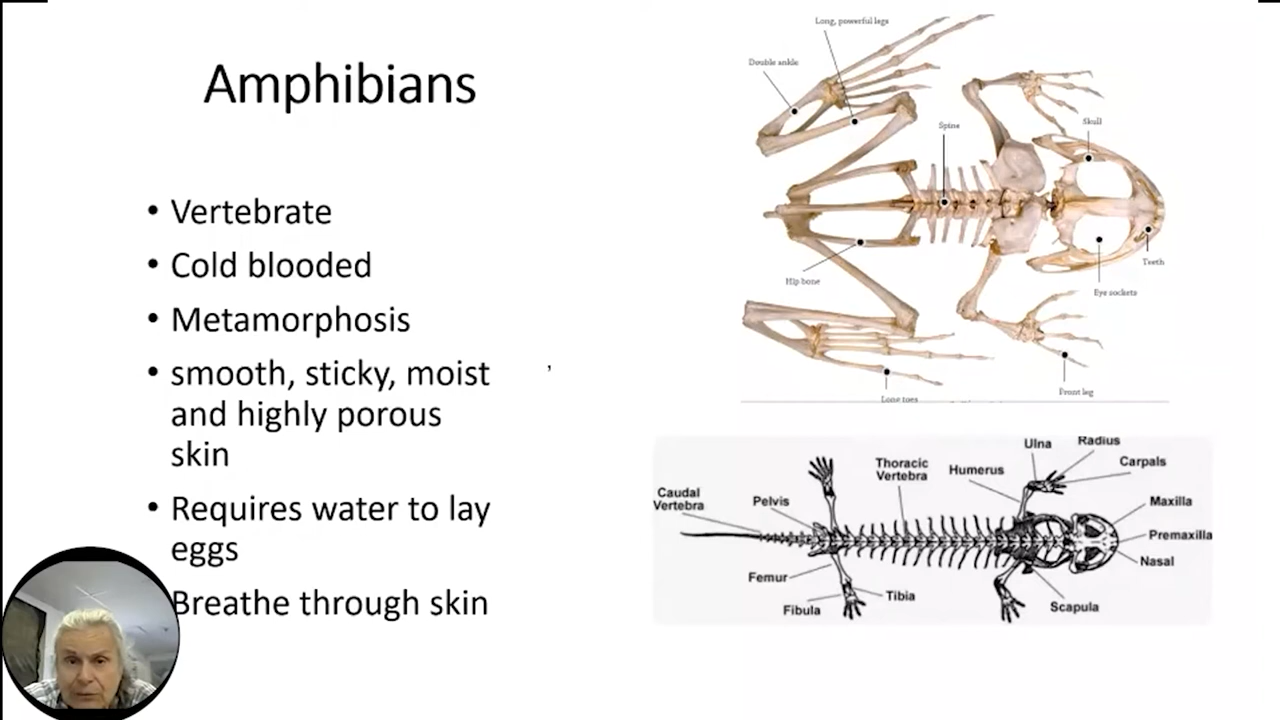 Amphibians
• Vertebrate
• Cold blooded
• Metamorphosis
• smooth, sticky, moist
and highly porous
skin
• Requires water to lay
eggs
Breathe through skin
,
Long, powerful legs
Double ankle
Spine
Skull
Hip bone
Teeth
Eye sockets
Long toes
Front leg
Ulna
Radius
Carpals
Thoracic
Vertebra
Humerus
Caudal
Vertebra
Pelvis
Maxilla
Premaxilla
Nasal
Femur
Tibia
Fibula
Scapula